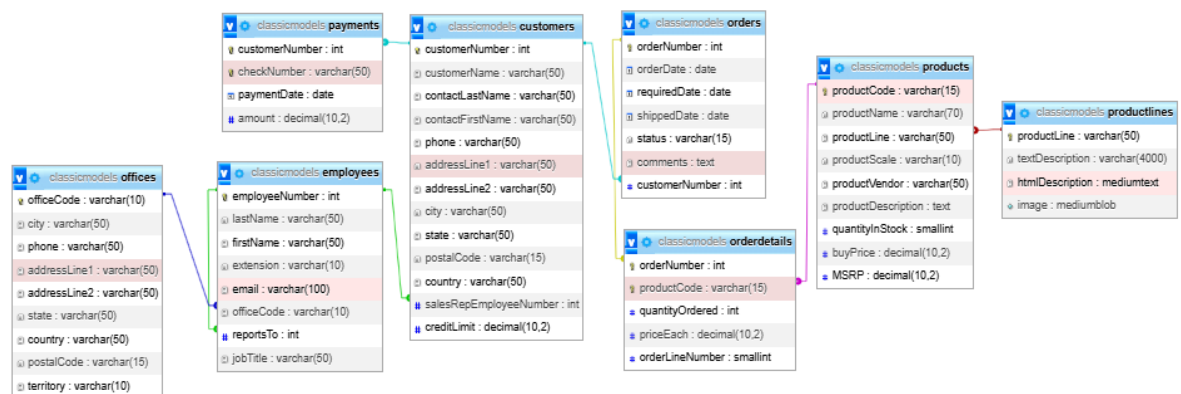 classicmodels payments
customerNumber : int
checkNumber : varchar(50)
paymentDate : date
amount : decimal(10,2)
classicmodels customers
customerNumber : int
customerName : varchar(50)
contactLastName : varchar(50)
contactFirstName : varchar(50)
phone : varchar(50)
addressLine1 : varchar(50)
addressLine2 : varchar(50)
city : varchar(50)
state : varchar(50)
postalCode : varchar(15)
country : varchar(50)
salesRepEmployeeNumber : int
creditLimit : decimal(10,2)
classicmodels orders
orderNumber : int
orderDate : date
requiredDate : date
shippedDate : date
status : varchar(15)
comments : text
customerNumber : int
classicmodels products
productCode : varchar(15)
productName : varchar(70)
productLine : varchar(50)
productScale : varchar(10)
productVendor : varchar(50)
productDescription : text
quantityInStock : smallint
buyPrice : decimal(10,2)
MSRP : decimal(10,2)
classicmodels productlines
productLine : varchar(50)
textDescription : varchar(4000)
htmlDescription : mediumtext
image : mediumblob
classicmodels offices
officeCode : varchar(10)
city : varchar(50)
phone : varchar(50)
addressLine1 : varchar(50)
addressLine2 : varchar(50)
state : varchar(50)
country : varchar(50)
postalCode : varchar(15)
territory : varchar(10)
classicmodels employees
employeeNumber : int
lastName : varchar(50)
firstName : varchar(50)
extension : varchar(10)
email : varchar(100)
officeCode : varchar(10)
reportsTo : int
jobTitle : varchar(50)
classicmodels orderdetails
orderNumber : int
productCode : varchar(15)
quantityOrdered : int
priceEach : decimal(10,2)
orderLineNumber : smallint